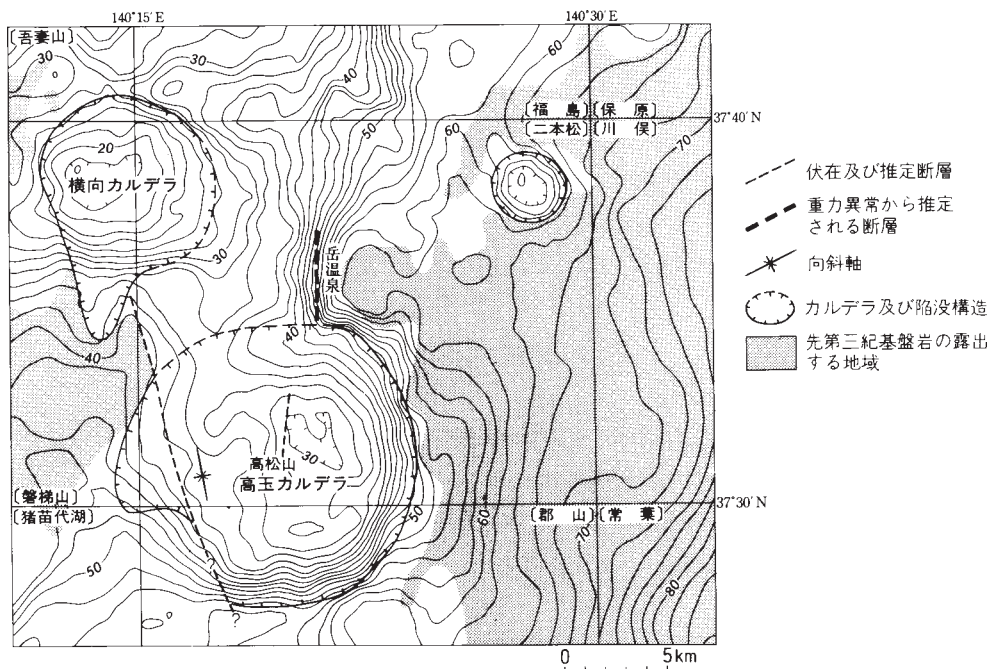 140°15′E
140°30′E
〔吾妻山〕
30
30
40
60
50
60
70
〔福　島〕〔保　原〕
〔二本松〕〔川　俣〕
37°40′N
20
横向カルデラ
30
岳温泉
40
40
30
高松山
高玉カルデラ
〔磐梯山〕
〔猪苗代湖〕
50
60
〔郡　山〕〔常　葉〕
37°30′N
70
50
80
?
?
0 5km
伏在及び推定断層
重力異常から推定
される断層
向斜軸
カルデラ及び陥没構造
先第三紀基盤岩の露出
する地域